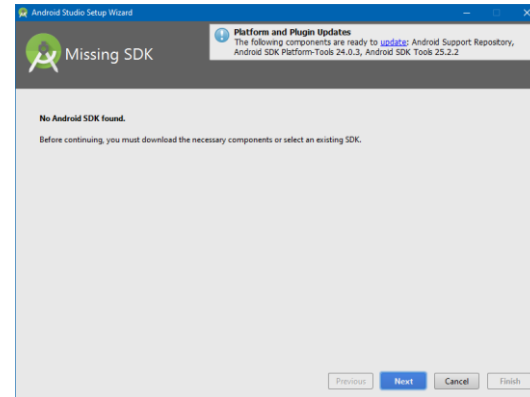 Android Studio Setup Wizard
Platform and Plugin Updates
The following components are ready to update: Android Support Repository,
Android SDK Platform-Tools 24.0.3, Android SDK Tools 25.2.2
Missing SDK
No Android SDK found.
Before continuing, you must download the necessary components or select an existing SDK.
Previous
Next
Cancel
Finish